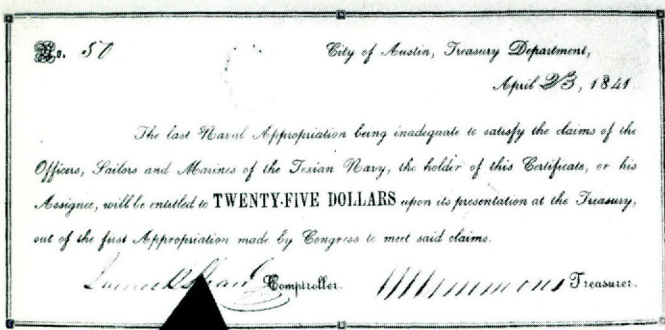 No. 50 City of Austin, Treasury Department,
April 23, 1841.
The last Naval Appropriation being inadequate to satisfy the claims of the
Officers, Sailors and Marines of the Texian Navy, the holder of this Certificate, or his
Assignee, will be entitled to TWENTY-FIVE DOLLARS upon its presentation at the Treasury,
out of the first Appropriation made by Congress to meet said claims.
Comptroller. Treasurer.